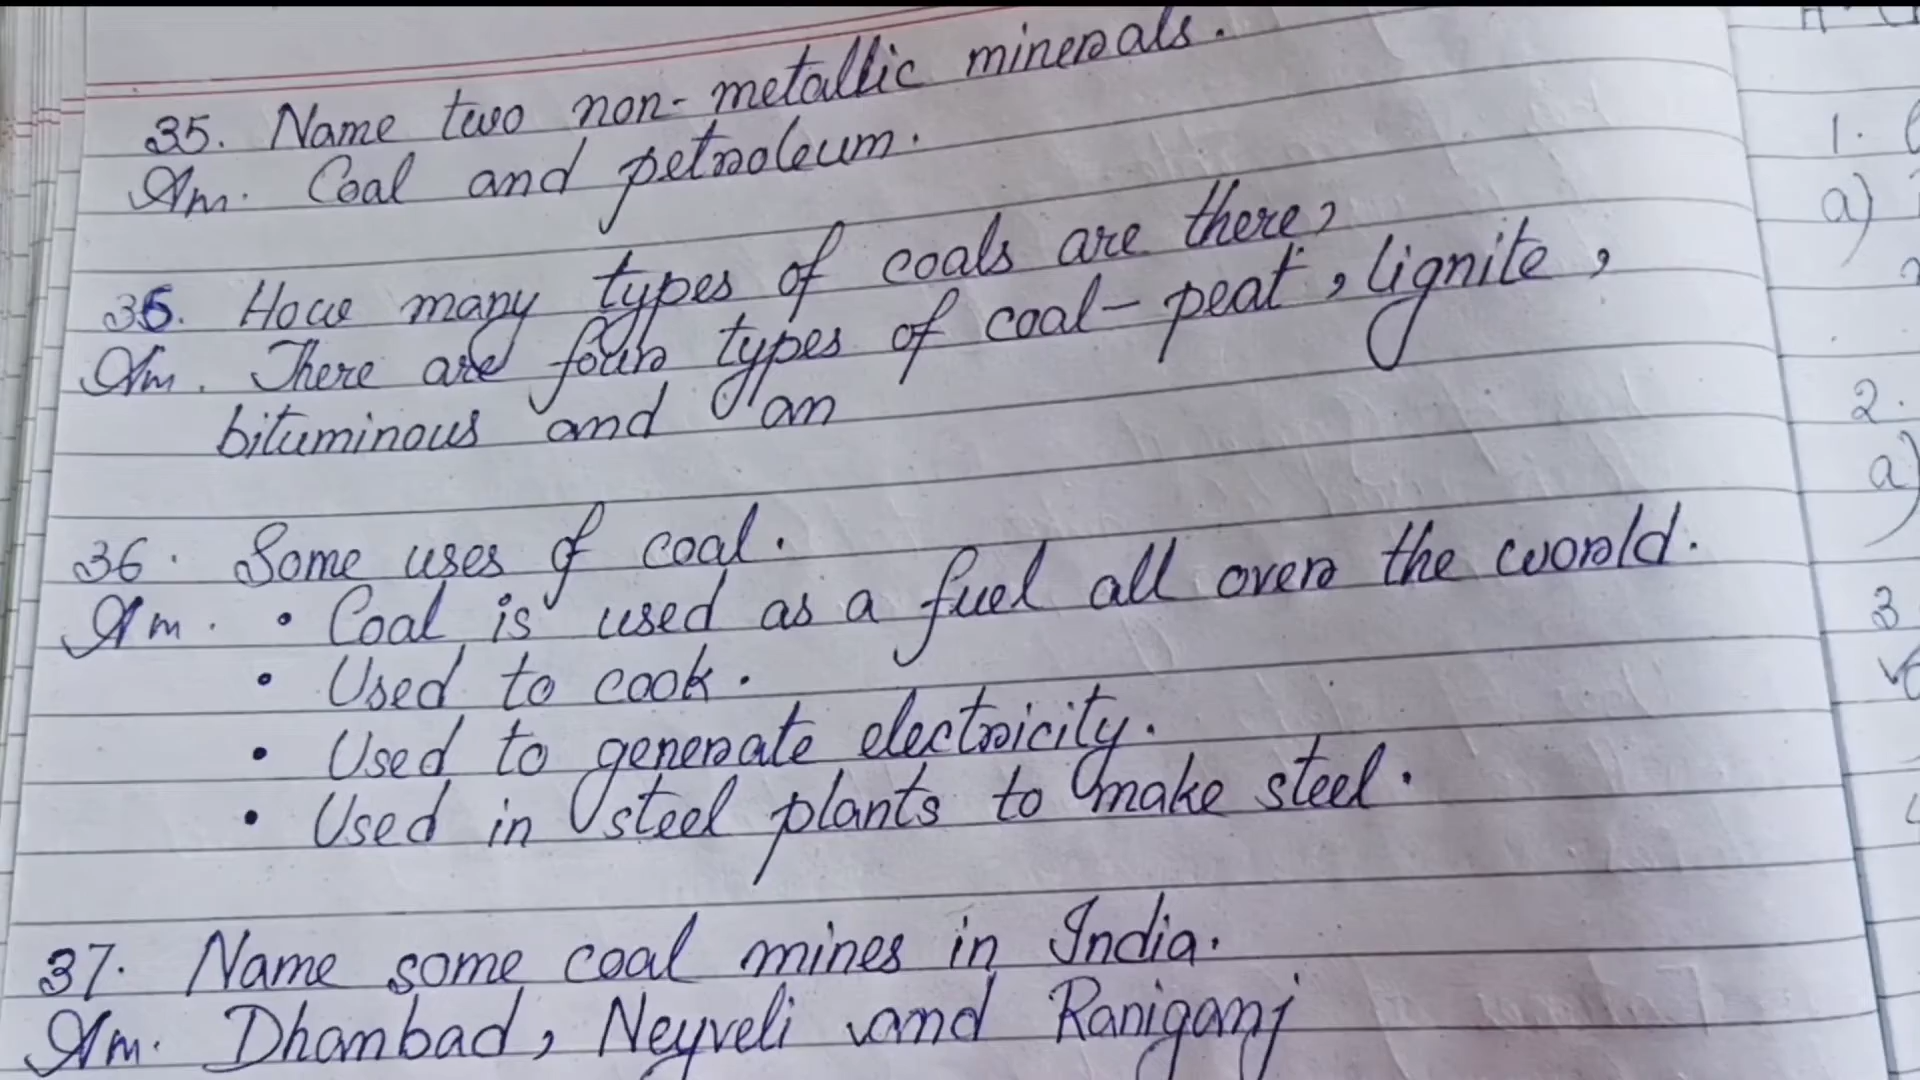 35. Name two non-metallic minerals.
Ans. Coal and petroleum.
35. How many types of coals are there?
Ans. There are four types of coal - peat, lignite,
bituminous and an
36. Some uses of coal.
Ans. • Coal is used as a fuel all over the world.
• Used to cook.
• Used to generate electricity.
• Used in steel plants to make steel.
37. Name some coal mines in India.
Ans. Dhanbad, Neyveli and Raniganj
1.
a)
2.
a)
3